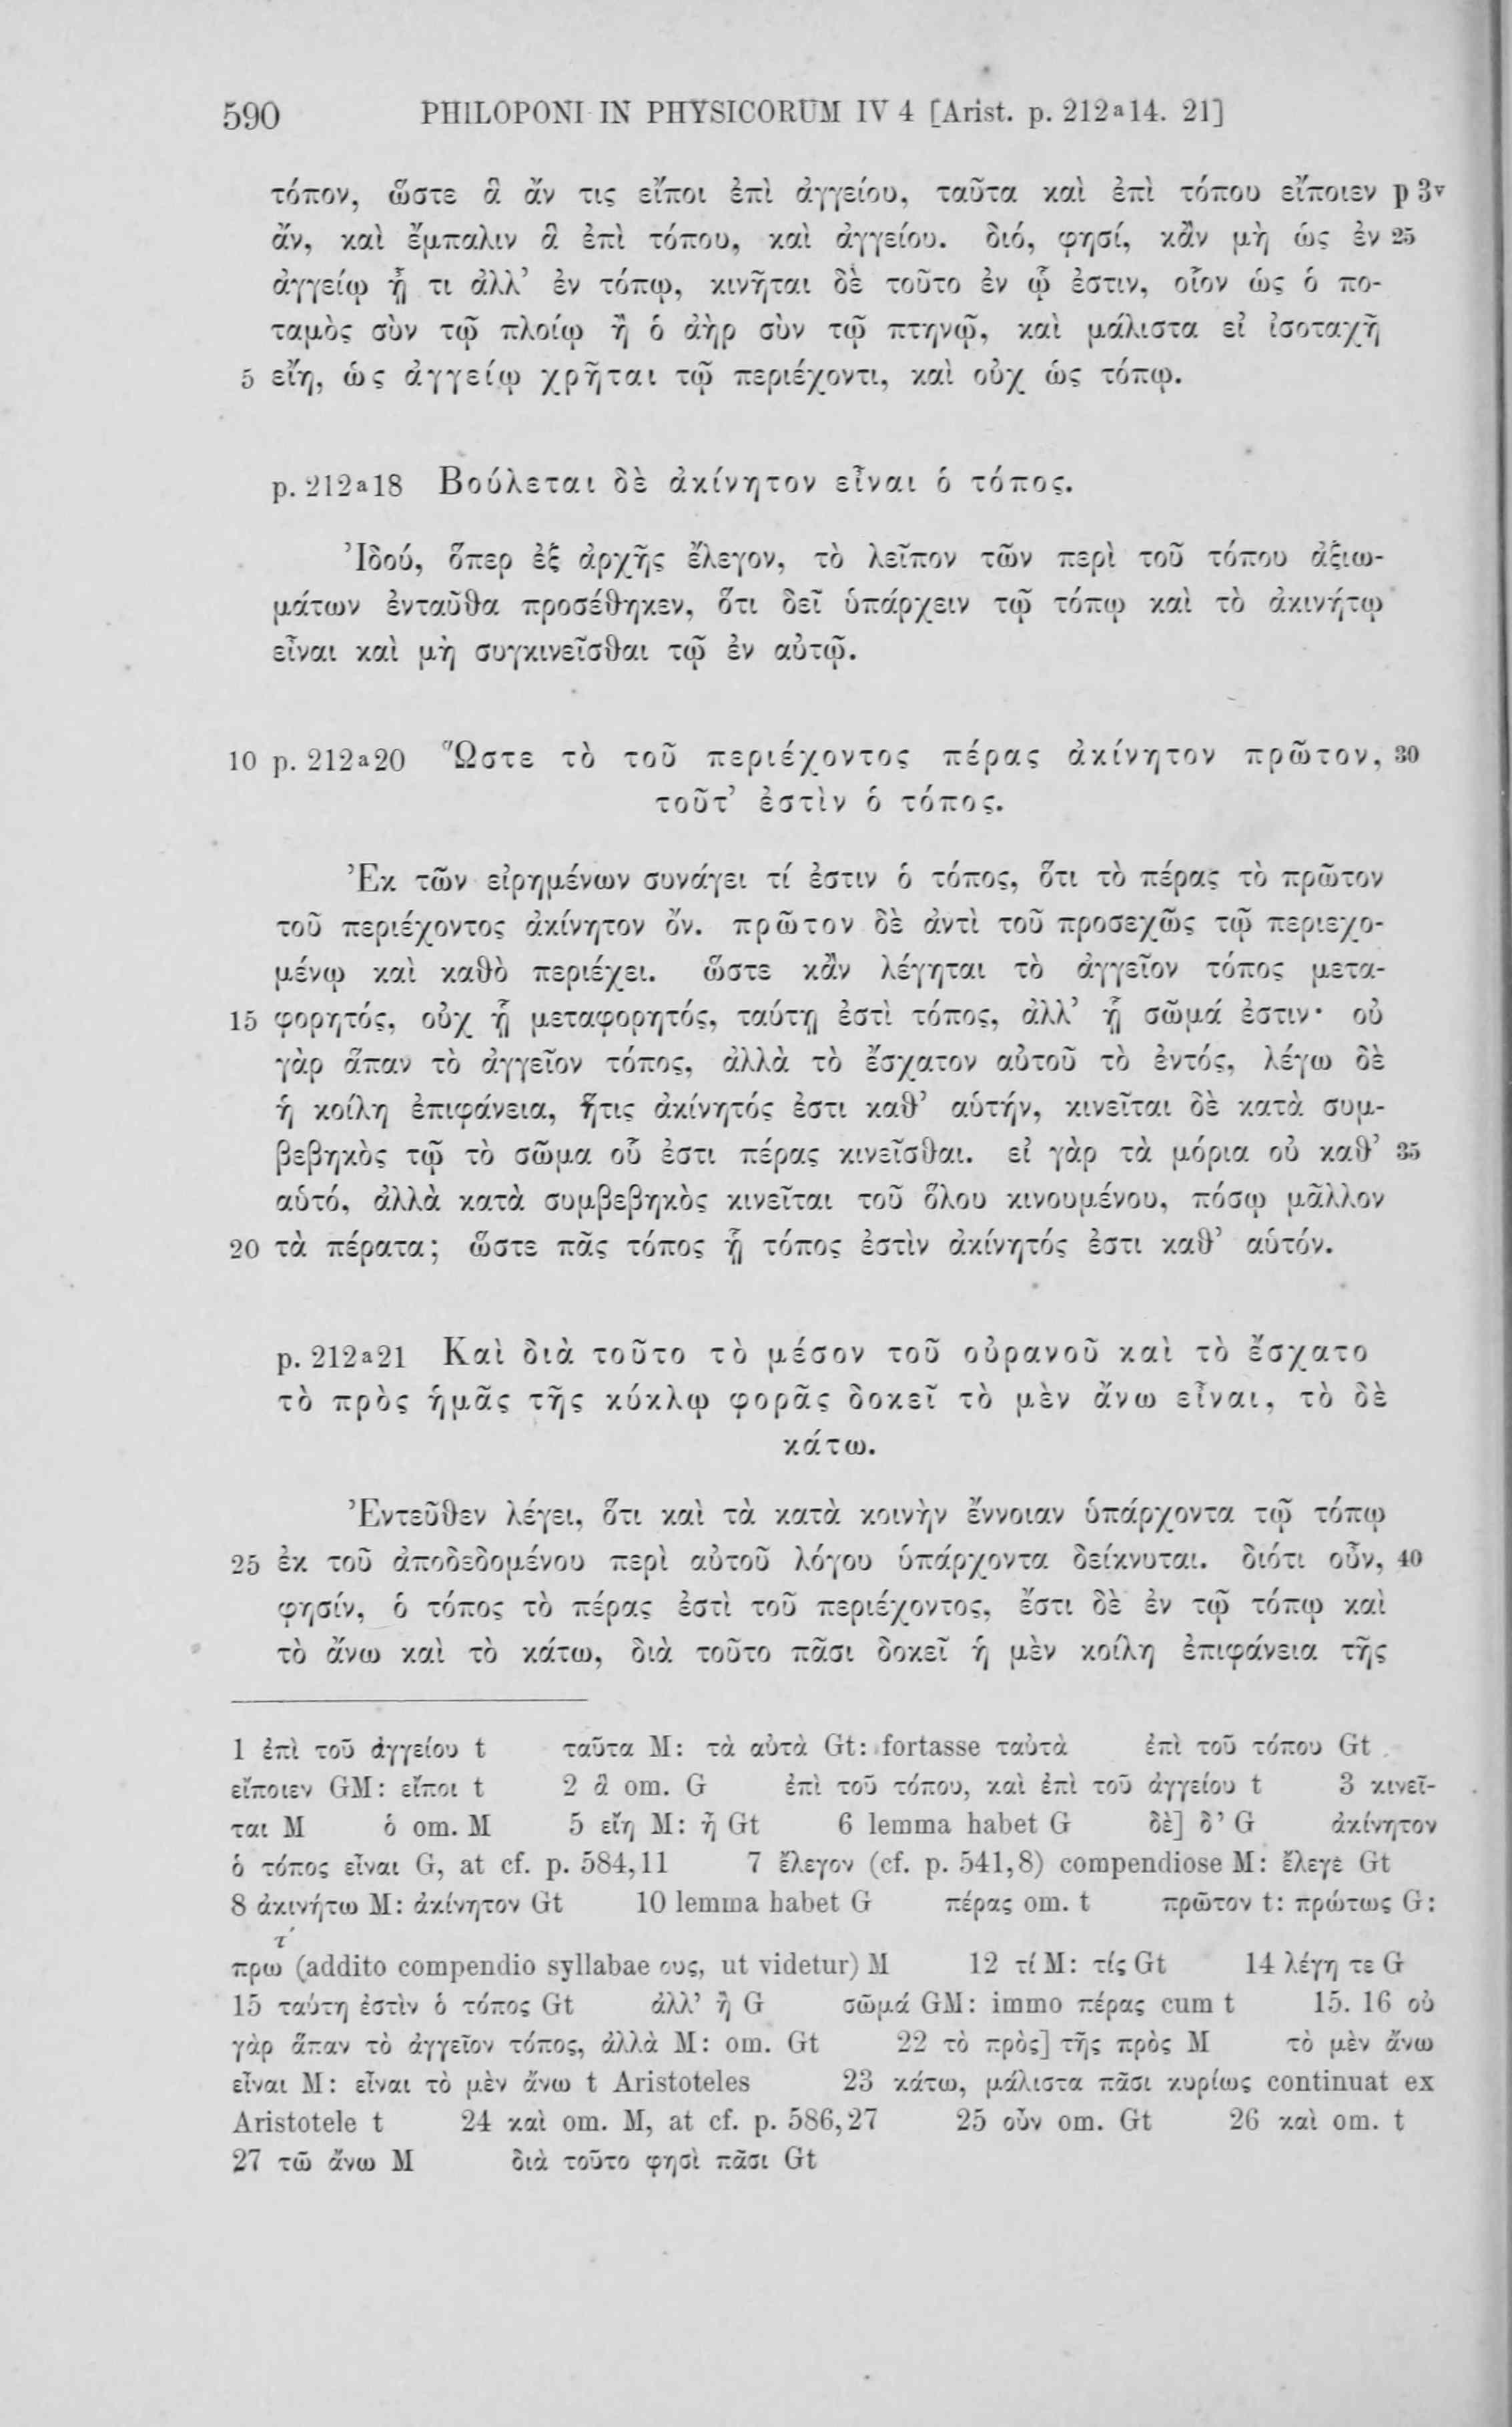 590 PHILOPONI IN PHYSICORUM IV 4 [Arist. p. 212a14. 21]
τόπον, ὥστε ἃ ἄν τις εἴποι ἐπὶ ἀγγείου, ταῦτα καὶ ἐπὶ τόπου εἴποιεν p 3v
ἄν, καὶ ἔμπαλιν ἃ ἐπὶ τόπου, καὶ ἀγγείου. διό, φησί, κἂν μὴ ὡς ἐν 25
ἀγγείῳ ᾖ τι ἀλλ’ ἐν τόπῳ, κινῆται δὲ τοῦτο ἐν ᾧ ἐστιν, οἷον ὡς ὁ πο-
ταμὸς σὺν τῷ πλοίῳ ἢ ὁ ἀὴρ σὺν τῷ πτηνῷ, καὶ μάλιστα εἰ ἰσοταχῆ
5 εἴη, ὡς ἀγγείῳ χρῆται τῷ περιέχοντι, καὶ οὐχ ὡς τόπῳ.
p. 212a18 Βούλεται δὲ ἀκίνητον εἶναι ὁ τόπος.
Ἰδού, ὅπερ ἐξ ἀρχῆς ἔλεγον, τὸ λεῖπον τῶν περὶ τοῦ τόπου ἀξιω-
μάτων ἐνταῦθα προσέθηκεν, ὅτι δεῖ ὑπάρχειν τῷ τόπῳ καὶ τὸ ἀκινήτῳ
εἶναι καὶ μὴ συγκινεῖσθαι τῷ ἐν αὐτῷ.
10 p. 212a20 Ὥστε τὸ τοῦ περιέχοντος πέρας ἀκίνητον πρῶτον, 30
τοῦτ’ ἐστὶν ὁ τόπος.
Ἐκ τῶν εἰρημένων συνάγει τί ἐστιν ὁ τόπος, ὅτι τὸ πέρας τὸ πρῶτον
τοῦ περιέχοντος ἀκίνητον ὄν. πρῶτον δὲ ἀντὶ τοῦ προσεχῶς τῷ περιεχο-
μένῳ καὶ καθὸ περιέχει. ὥστε κἂν λέγηται τὸ ἀγγεῖον τόπος μετα-
15 φορητός, οὐχ ᾗ μεταφορητός, ταύτῃ ἐστὶ τόπος, ἀλλ’ ᾗ σῶμά ἐστιν· οὐ
γὰρ ἅπαν τὸ ἀγγεῖον τόπος, ἀλλὰ τὸ ἔσχατον αὐτοῦ τὸ ἐντός, λέγω δὲ
ἡ κοίλη ἐπιφάνεια, ἥτις ἀκίνητός ἐστι καθ’ αὑτήν, κινεῖται δὲ κατὰ συμ-
βεβηκὸς τῷ τὸ σῶμα οὗ ἐστι πέρας κινεῖσθαι. εἰ γὰρ τὰ μόρια οὐ καθ’ 35
αὑτό, ἀλλὰ κατὰ συμβεβηκὸς κινεῖται τοῦ ὅλου κινουμένου, πόσῳ μᾶλλον
20 τὰ πέρατα; ὥστε πᾶς τόπος ᾗ τόπος ἐστὶν ἀκίνητός ἐστι καθ’ αὑτόν.
p. 212a21 Καὶ διὰ τοῦτο τὸ μέσον τοῦ οὐρανοῦ καὶ τὸ ἔσχατο
τὸ πρὸς ἡμᾶς τῆς κύκλῳ φορᾶς δοκεῖ τὸ μὲν ἄνω εἶναι, τὸ δὲ
κάτω.
Ἐντεῦθεν λέγει, ὅτι καὶ τὰ κατὰ κοινὴν ἔννοιαν ὑπάρχοντα τῷ τόπῳ
25 ἐκ τοῦ ἀποδεδομένου περὶ αὐτοῦ λόγου ὑπάρχοντα δείκνυται. διότι οὖν, 40
φησίν, ὁ τόπος τὸ πέρας ἐστὶ τοῦ περιέχοντος, ἔστι δὲ ἐν τῷ τόπῳ καὶ
τὸ ἄνω καὶ τὸ κάτω, διὰ τοῦτο πᾶσι δοκεῖ ἡ μὲν κοίλη ἐπιφάνεια τῆς
1 ἐπὶ τοῦ ἀγγείου t ταῦτα M: τὰ αὐτὰ Gt: fortasse ταὐτὰ ἐπὶ τοῦ τόπου Gt
εἴποιεν GM: εἴποι t 2 ἃ om. G ἐπὶ τοῦ τόπου, καὶ ἐπὶ τοῦ ἀγγείου t 3 κινεῖ-
ται M ὁ om. M 5 εἴη M: ᾖ Gt 6 lemma habet G δὲ] δ’ G ἀκίνητον
ὁ τόπος εἶναι G, at cf. p. 584,11 7 ἔλεγον (cf. p. 541,8) compendiose M: ἔλεγε Gt
8 ἀκινήτω M: ἀκίνητον Gt 10 lemma habet G πέρας om. t πρῶτον t: πρώτως G:
πρω τ́ (addito compendio syllabae ους, ut videtur) M 12 τί M: τίς Gt 14 λέγη τε G
15 ταύτη ἐστὶν ὁ τόπος Gt ἀλλ’ ἢ G σῶμά GM: immo πέρας cum t 15. 16 οὐ
γὰρ ἅπαν τὸ ἀγγεῖον τόπος, ἀλλὰ M: om. Gt 22 τὸ πρὸς] τῆς πρὸς M τὸ μὲν ἄνω
εἶναι M: εἶναι τὸ μὲν ἄνω t Aristoteles 23 κάτω, μάλιστα πᾶσι κυρίως continuat ex
Aristotele t 24 καὶ om. M, at cf. p. 586,27 25 οὖν om. Gt 26 καὶ om. t
27 τῶ ἄνω M διὰ τοῦτο φησὶ πᾶσι Gt